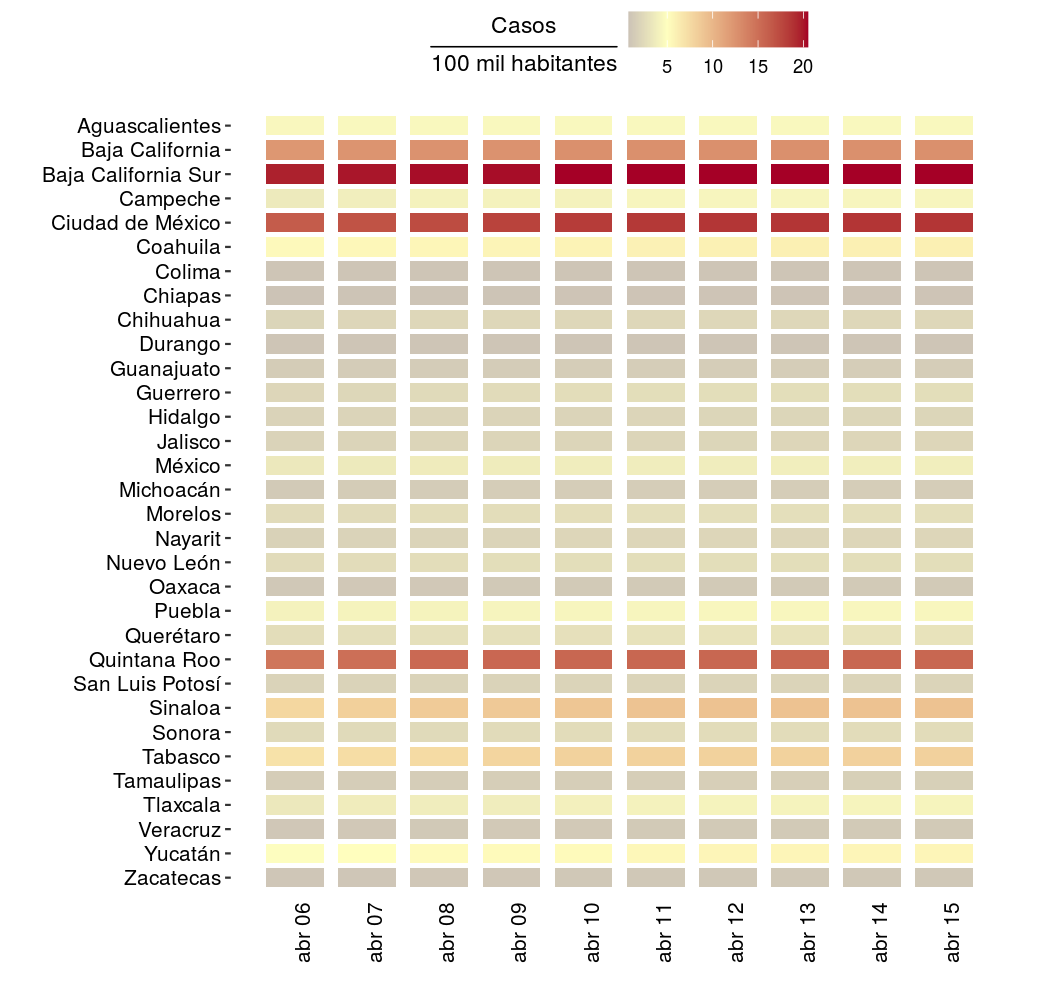 Casos
100 mil habitantes
5 10 15 20
Aguascalientes
Baja California
Baja California Sur
Campeche
Ciudad de México
Coahuila
Colima
Chiapas
Chihuahua
Durango
Guanajuato
Guerrero
Hidalgo
Jalisco
México
Michoacán
Morelos
Nayarit
Nuevo León
Oaxaca
Puebla
Querétaro
Quintana Roo
San Luis Potosí
Sinaloa
Sonora
Tabasco
Tamaulipas
Tlaxcala
Veracruz
Yucatán
Zacatecas
abr 06
abr 07
abr 08
abr 09
abr 10
abr 11
abr 12
abr 13
abr 14
abr 15